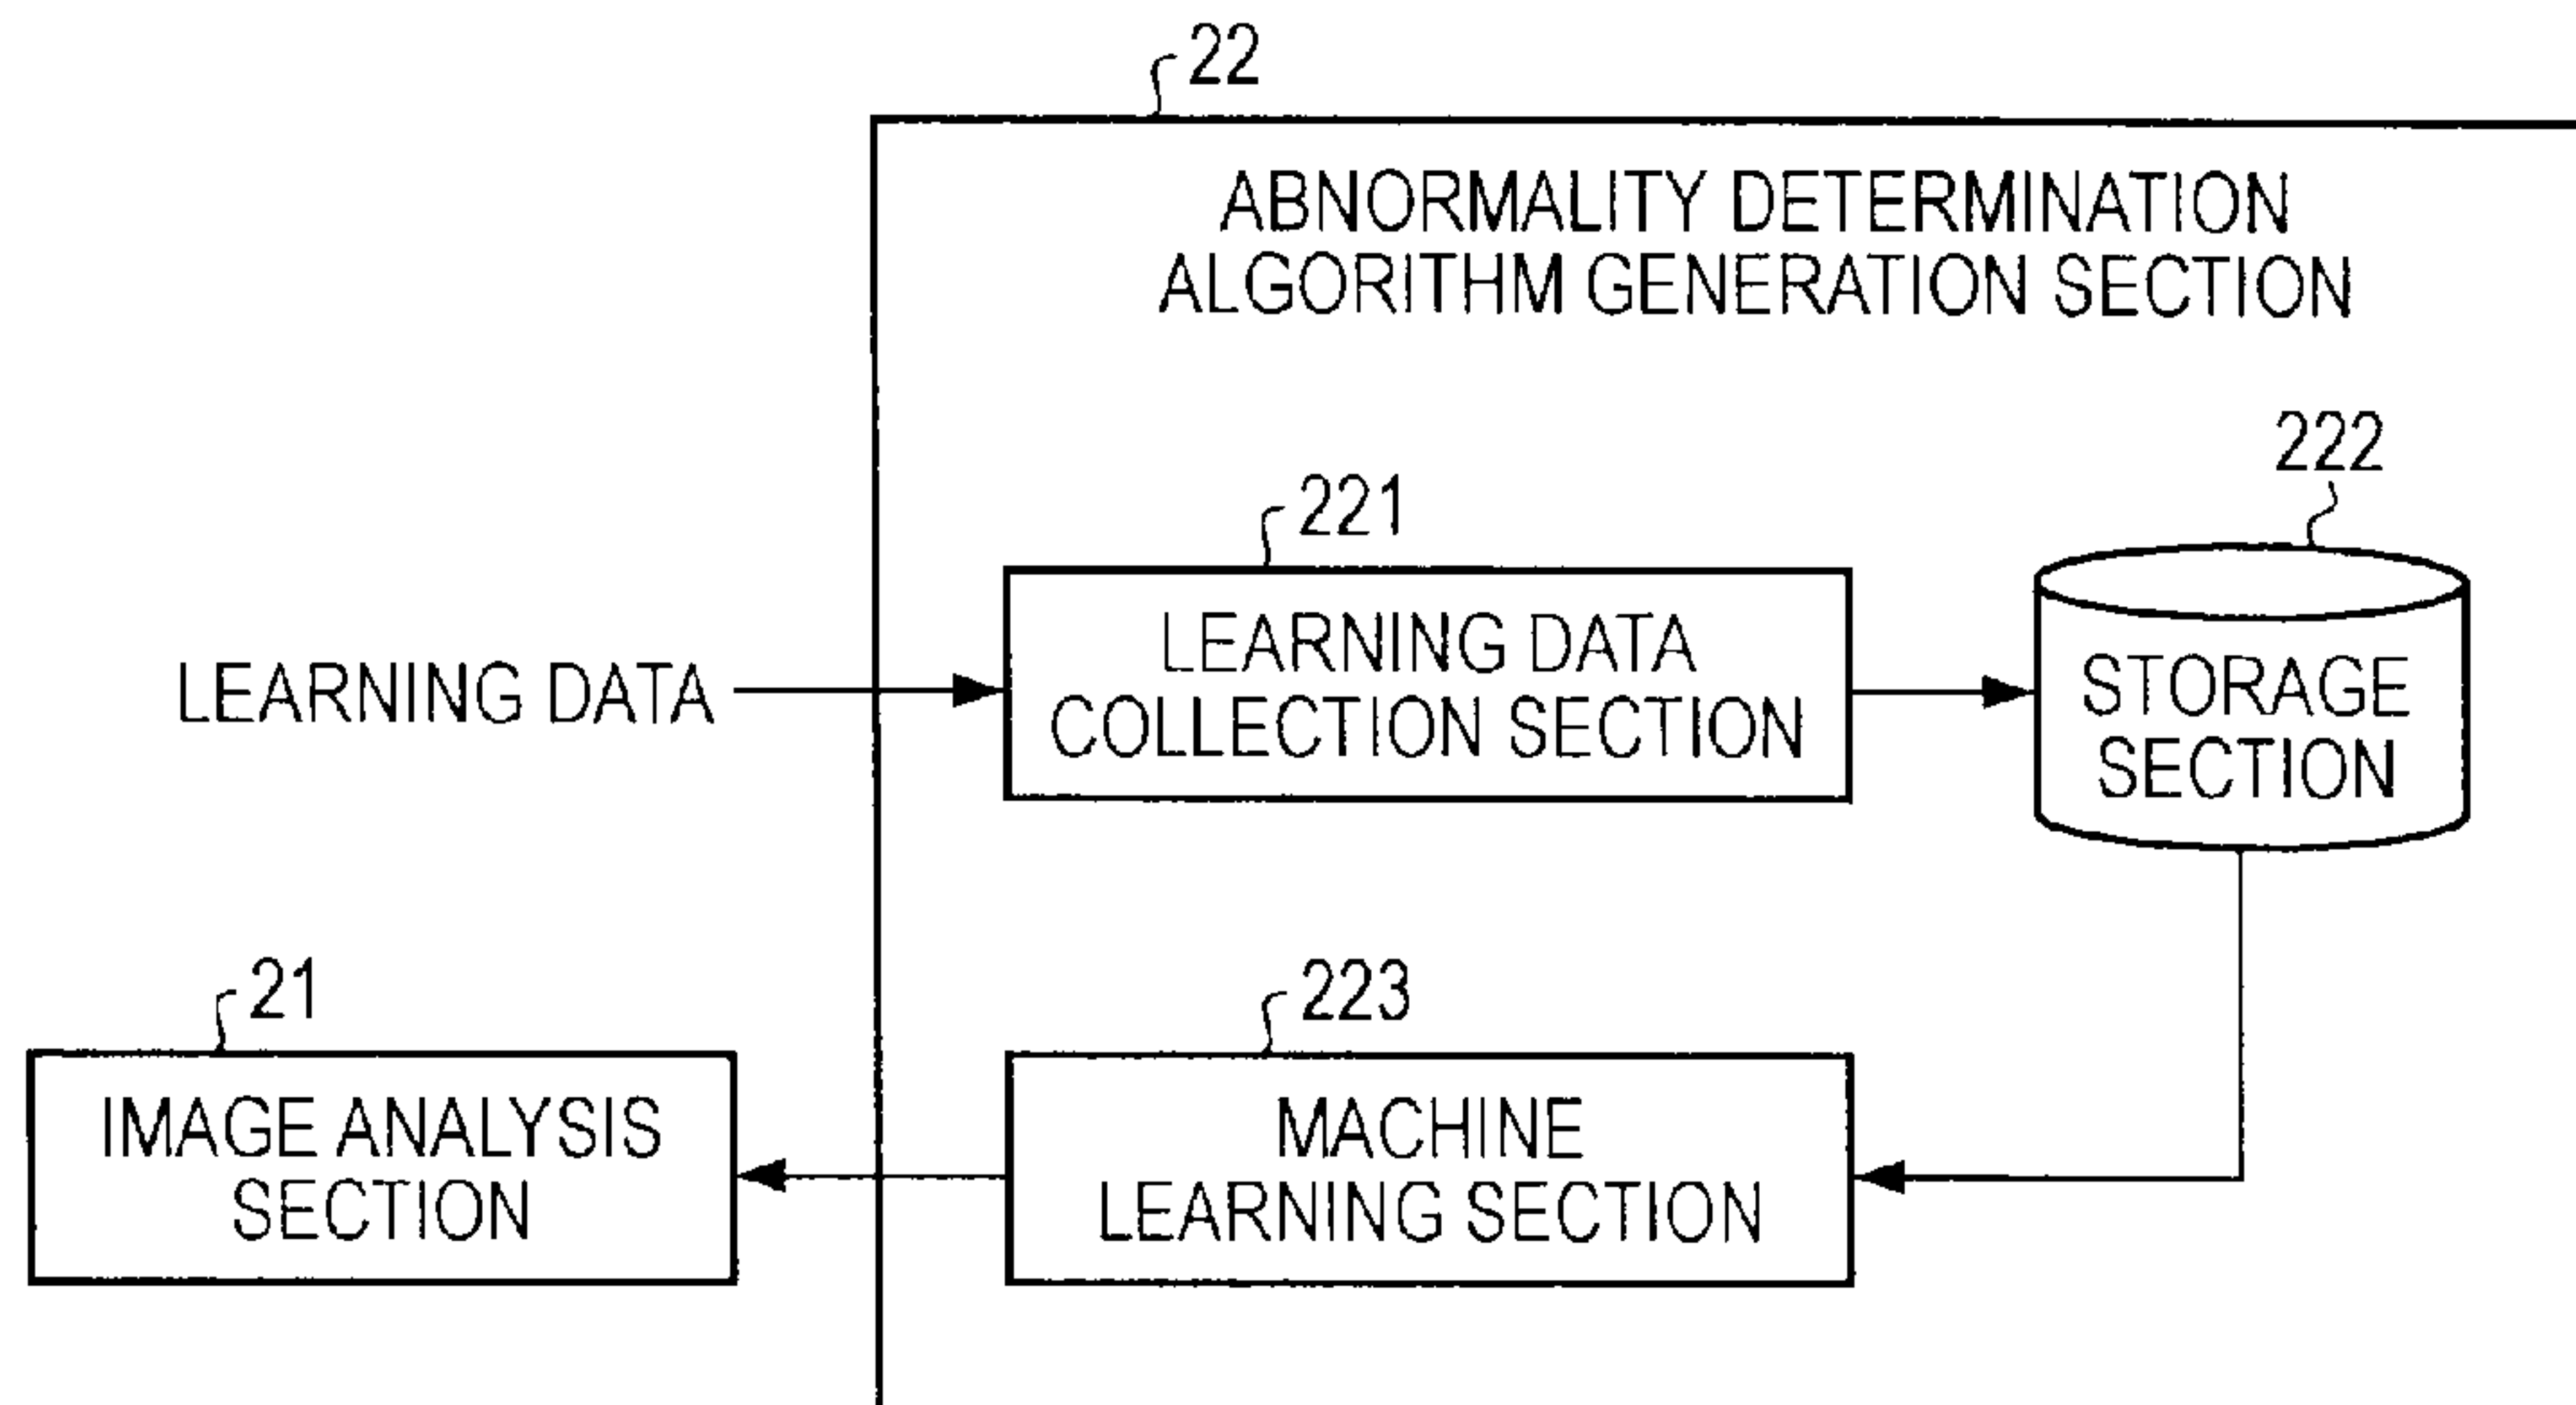 22
ABNORMALITY DETERMINATION
ALGORITHM GENERATION SECTION
222
221
LEARNING DATA
LEARNING DATA
COLLECTION SECTION
STORAGE
SECTION
21
223
IMAGE ANALYSIS
SECTION
MACHINE
LEARNING SECTION